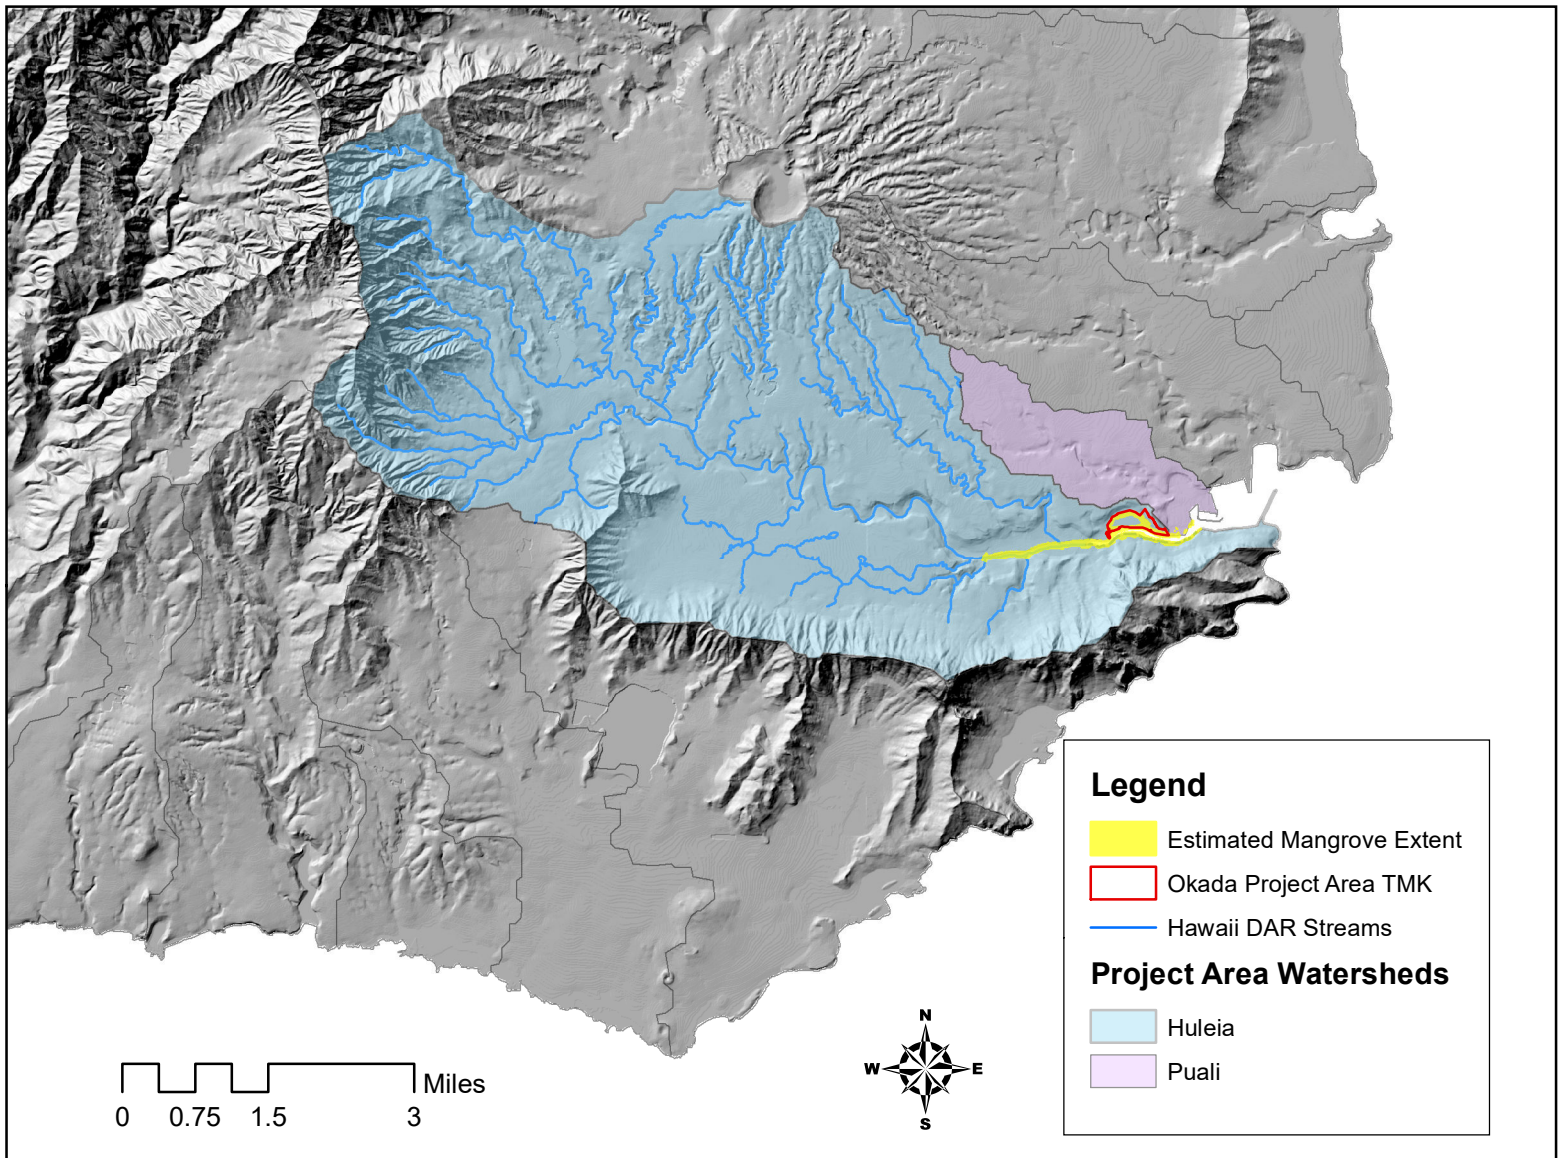 Legend
Estimated Mangrove Extent
Okada Project Area TMK
Hawaii DAR Streams
Project Area Watersheds
Huleia
Puali
N
W E
S
Miles
0 0.75 1.5 3